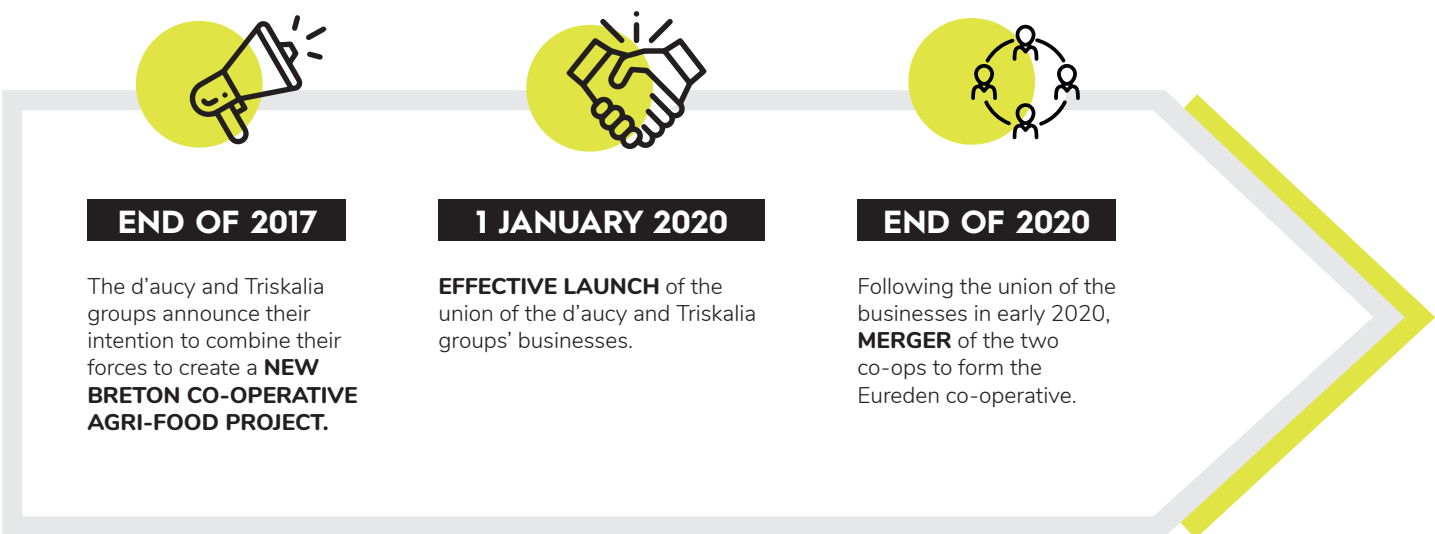 END OF 2017
The d'aucy and Triskalia
groups announce their
intention to combine their
forces to create a NEW
BRETON CO-OPERATIVE
AGRI-FOOD PROJECT.
1 JANUARY 2020
EFFECTIVE LAUNCH of the
union of the d'aucy and Triskalia
groups' businesses.
END OF 2020
Following the union of the
businesses in early 2020,
MERGER of the two
co-ops to form the
Eureden co-operative.